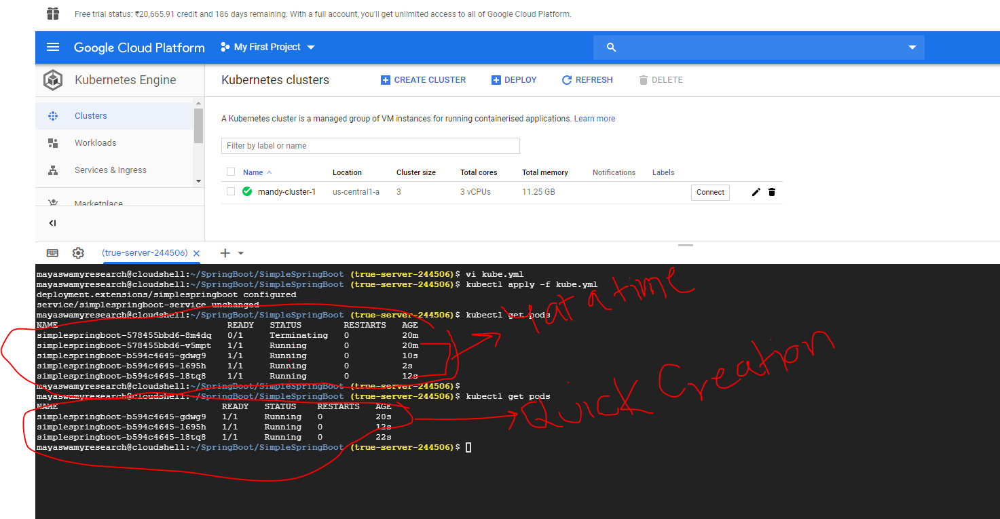 Free trial status: ₹20,665.91 credit and 186 days remaining. With a full account, you'll get unlimited access to all of Google Cloud Platform.
Google Cloud Platform My First Project
Kubernetes Engine Kubernetes clusters CREATE CLUSTER DEPLOY REFRESH DELETE
Clusters
Workloads
Services & Ingress
Marketplace
A Kubernetes cluster is a managed group of VM instances for running containerised applications. Learn more
Filter by label or name
Name Location Cluster size Total cores Total memory Notifications Labels
mandy-cluster-1 us-central1-a 3 3 vCPUs 11.25 GB Connect
(true-server-244506)
mayaswamyresearch@cloudshell:~/SpringBoot/SimpleSpringBoot (true-server-244506)$ vi kube.yml
mayaswamyresearch@cloudshell:~/SpringBoot/SimpleSpringBoot (true-server-244506)$ kubectl apply -f kube.yml
deployment.extensions/simplespringboot configured
service/simplespringboot-service unchanged
mayaswamyresearch@cloudshell:~/SpringBoot/SimpleSpringBoot (true-server-244506)$ kubectl get pods
NAME READY STATUS RESTARTS AGE
simplespringboot-578455bbd6-8m4dq 0/1 Terminating 0 20m
simplespringboot-578455bbd6-v5mpt 1/1 Running 0 20m
simplespringboot-b594c4645-gdwg9 1/1 Running 0 10s
simplespringboot-b594c4645-l695h 1/1 Running 0 2s
simplespringboot-b594c4645-l8tq8 1/1 Running 0 12s
mayaswamyresearch@cloudshell:~/SpringBoot/SimpleSpringBoot (true-server-244506)$
mayaswamyresearch@cloudshell:~/SpringBoot/SimpleSpringBoot (true-server-244506)$ kubectl get pods
NAME READY STATUS RESTARTS AGE
simplespringboot-b594c4645-gdwg9 1/1 Running 0 20s
simplespringboot-b594c4645-l695h 1/1 Running 0 12s
simplespringboot-b594c4645-l8tq8 1/1 Running 0 22s
mayaswamyresearch@cloudshell:~/SpringBoot/SimpleSpringBoot (true-server-244506)$
4 at a time
Quick Creation